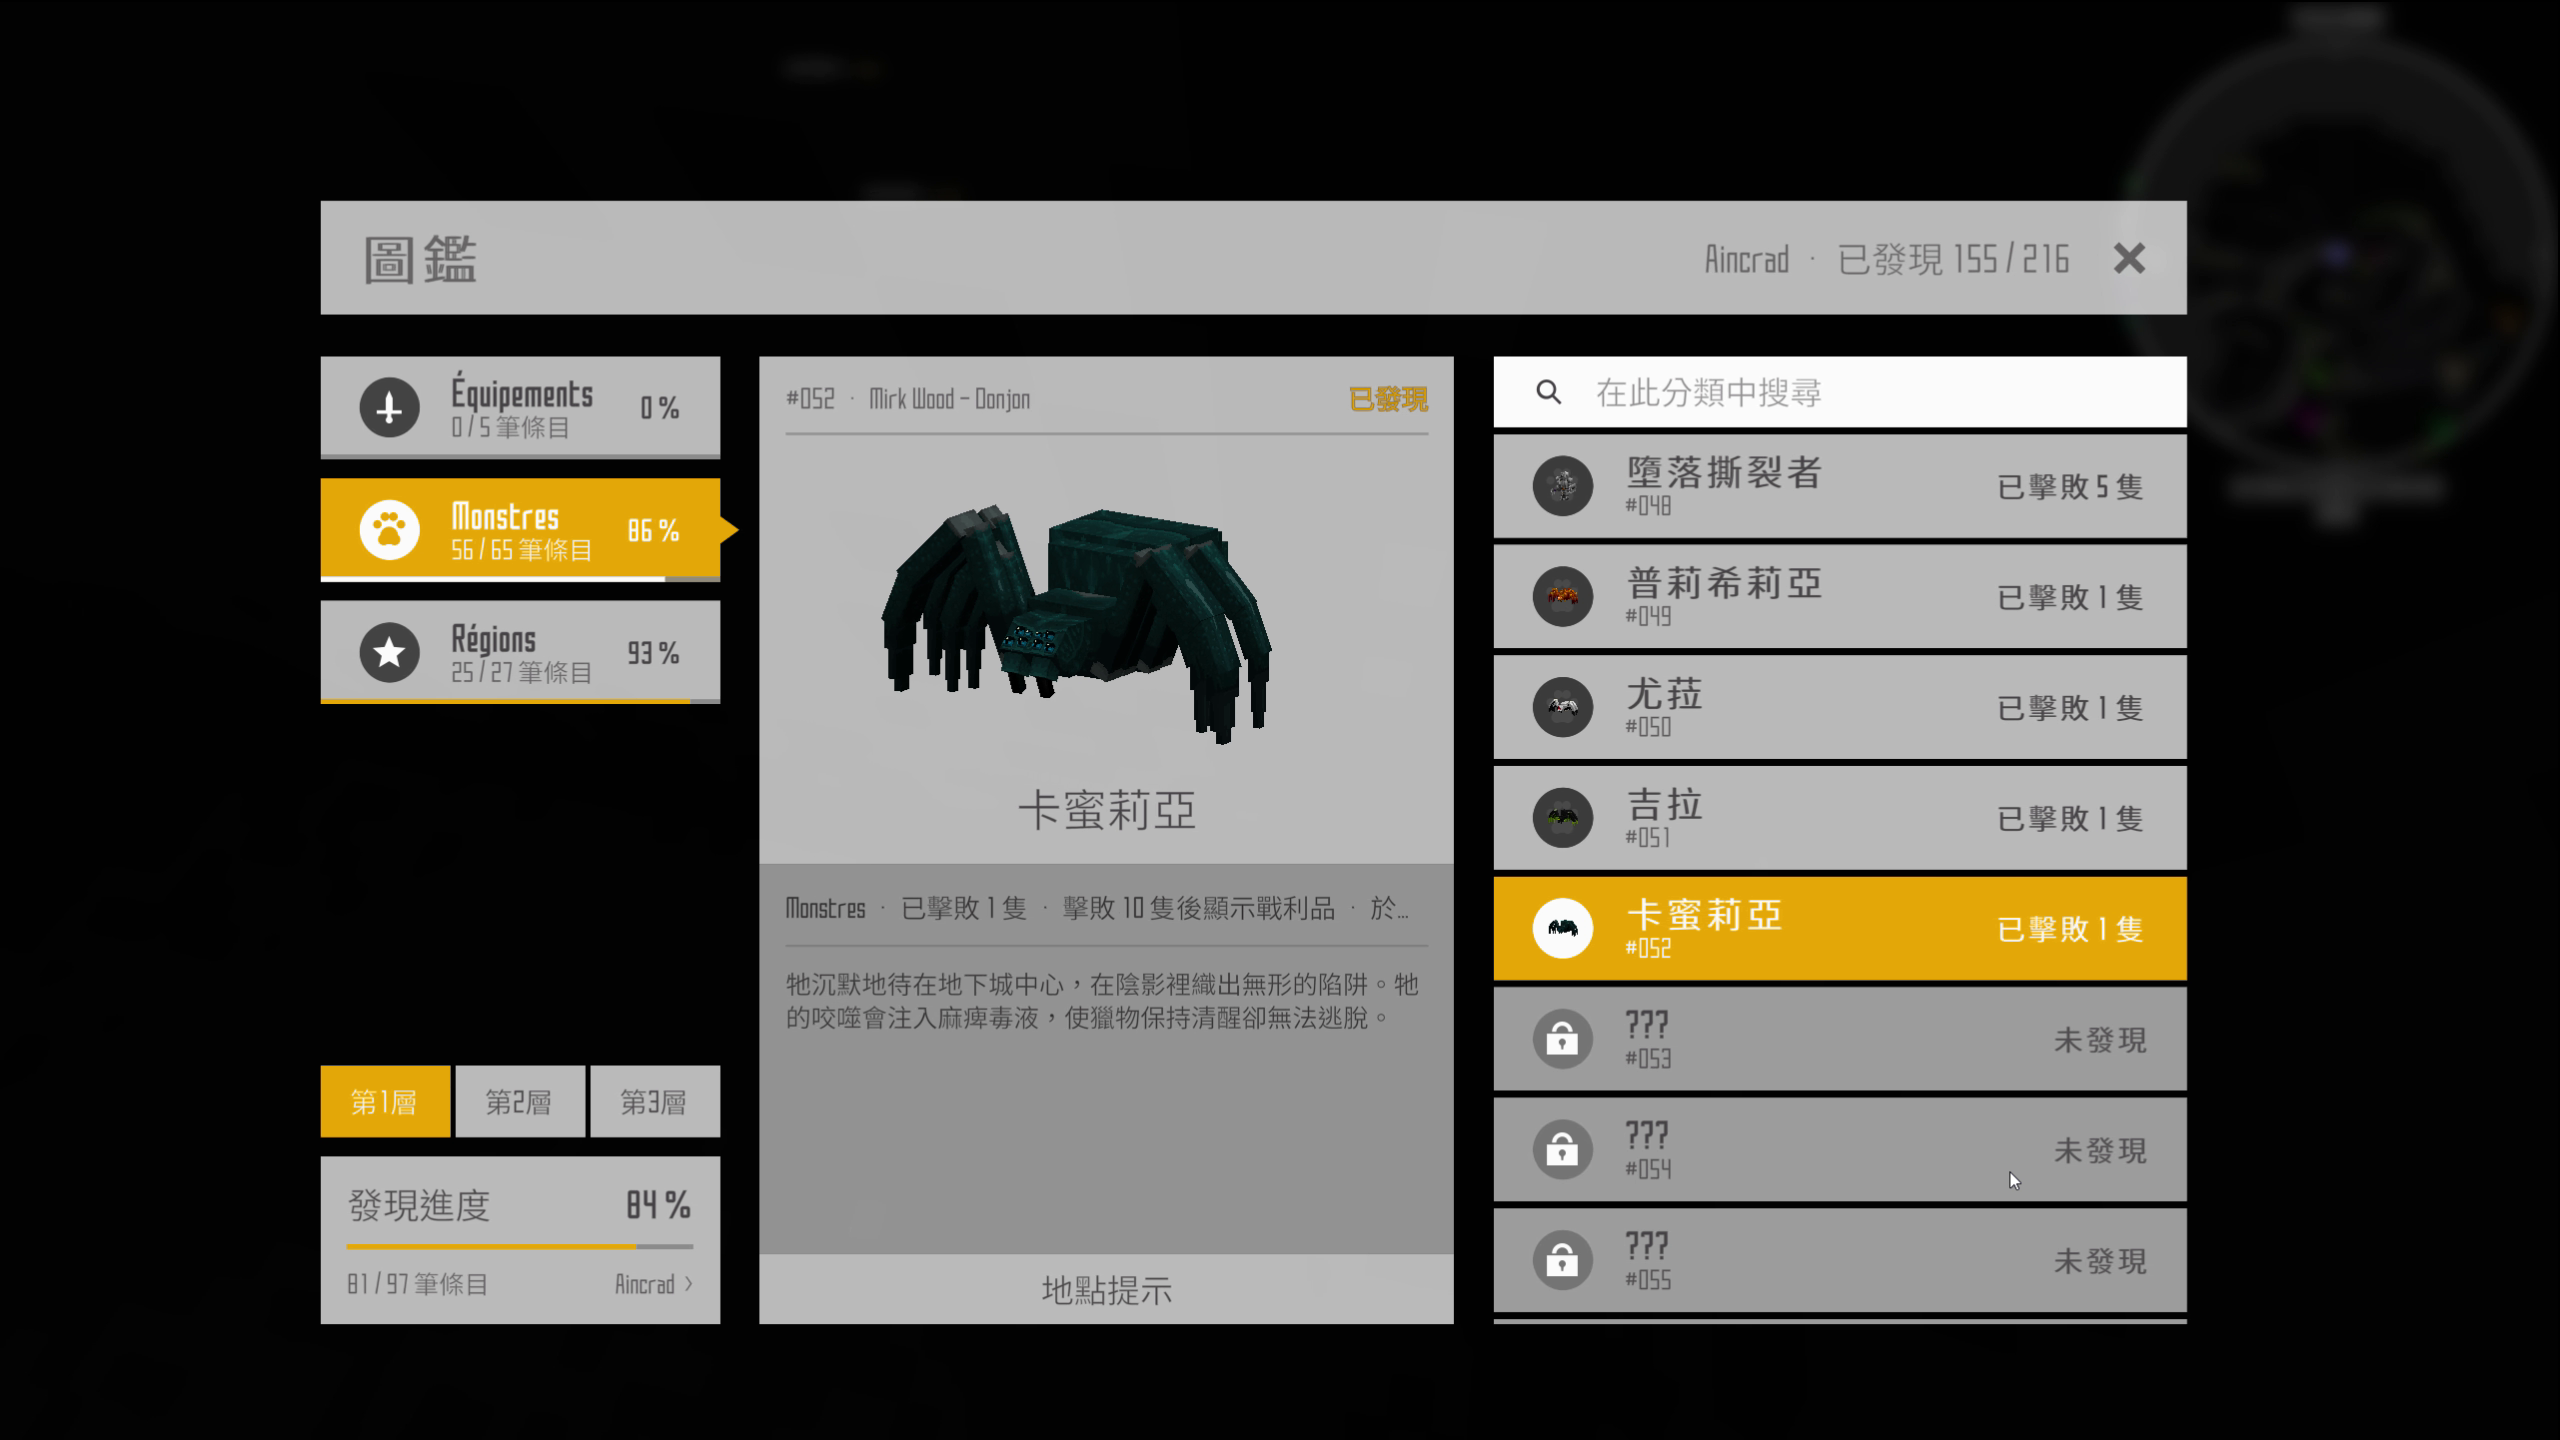 圖鑑
Aincrad · 已發現 155 / 216
Équipements
0 / 5 筆條目
0 %
Monstres
56 / 65 筆條目
86 %
Régions
25 / 27 筆條目
93 %
第1層
第2層
第3層
發現進度
84 %
81 / 97 筆條目
Aincrad >
#052 · Mirk Wood – Donjon
已發現
卡蜜莉亞
Monstres · 已擊敗 1 隻 · 擊敗 10 隻後顯示戰利品 · 於...
牠沉默地待在地下城中心，在陰影裡織出無形的陷阱。牠
的咬噬會注入麻痺毒液，使獵物保持清醒卻無法逃脫。
地點提示
在此分類中搜尋
墮落撕裂者
#048
已擊敗 5 隻
普莉希莉亞
#049
已擊敗 1 隻
尤菈
#050
已擊敗 1 隻
吉拉
#051
已擊敗 1 隻
卡蜜莉亞
#052
已擊敗 1 隻
???
#053
未發現
???
#054
未發現
???
#055
未發現